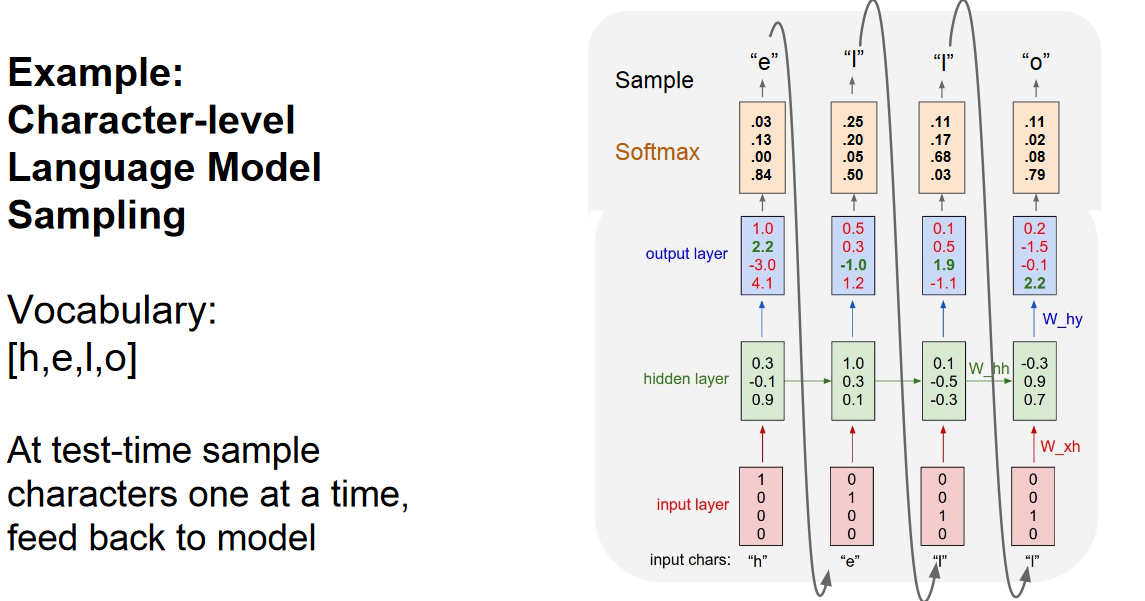 Example:
Character-level
Language Model
Sampling
Vocabulary:
[h,e,l,o]
At test-time sample
characters one at a time,
feed back to model
Sample “e” “l” “l” “o”
Softmax
.03 .25 .11 .11
.13 .20 .17 .02
.00 .05 .68 .08
.84 .50 .03 .79
output layer
1.0 0.5 0.1 0.2
2.2 0.3 0.5 -1.5
-3.0 -1.0 1.9 -0.1
4.1 1.2 -1.1 2.2
W_hy
hidden layer
0.3 1.0 0.1 -0.3
-0.1 0.3 -0.5 0.9
0.9 0.1 -0.3 0.7
W_hh
W_xh
input layer
1 0 0 0
0 1 0 0
0 0 1 1
0 0 0 0
input chars: “h” “e” “l” “l”